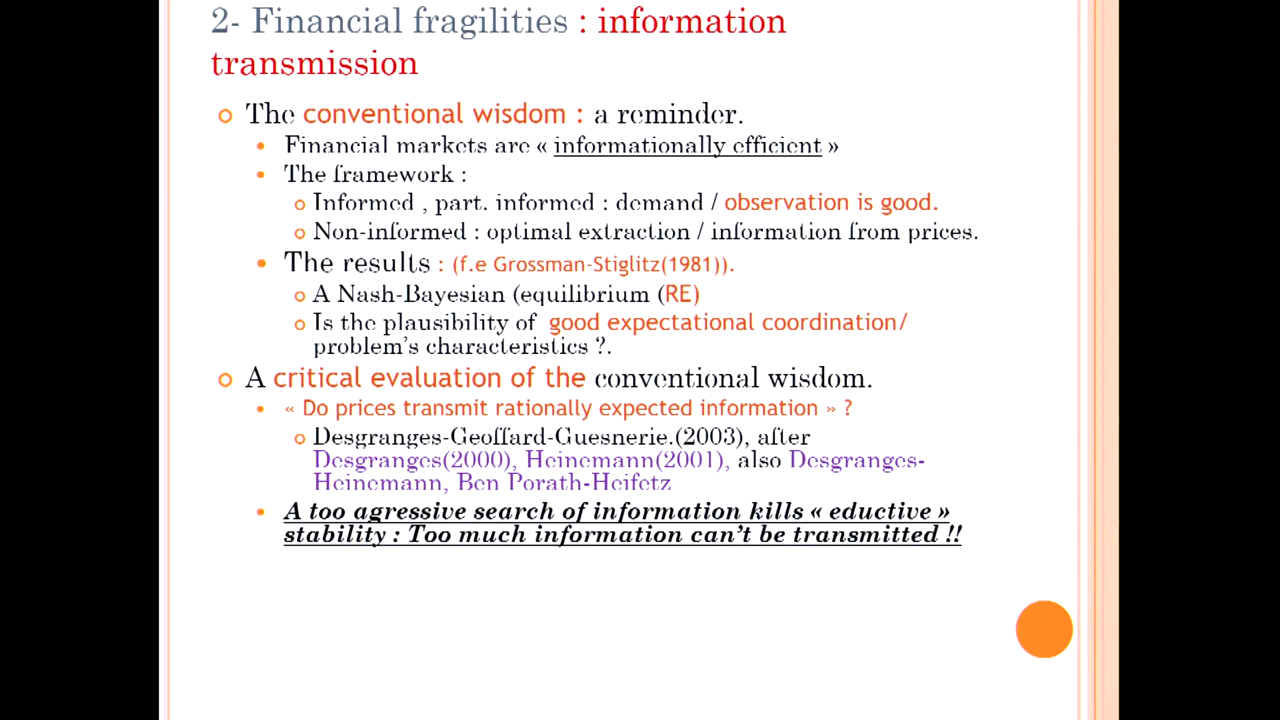 2- Financial fragilities : information
transmission
The conventional wisdom : a reminder.
Financial markets are « informationally efficient »
The framework :
Informed , part. informed : demand / observation is good.
Non-informed : optimal extraction / information from prices.
The results : (f.e Grossman-Stiglitz(1981)).
A Nash-Bayesian (equilibrium (RE)
Is the plausibility of good expectational coordination/
problem's characteristics ?.
A critical evaluation of the conventional wisdom.
« Do prices transmit rationally expected information » ?
Desgranges-Geoffard-Guesnerie.(2003), after
Desgranges(2000), Heinemann(2001), also Desgranges-
Heinemann, Ben Porath-Heifetz
A too agressive search of information kills « eductive »
stability : Too much information can't be transmitted !!